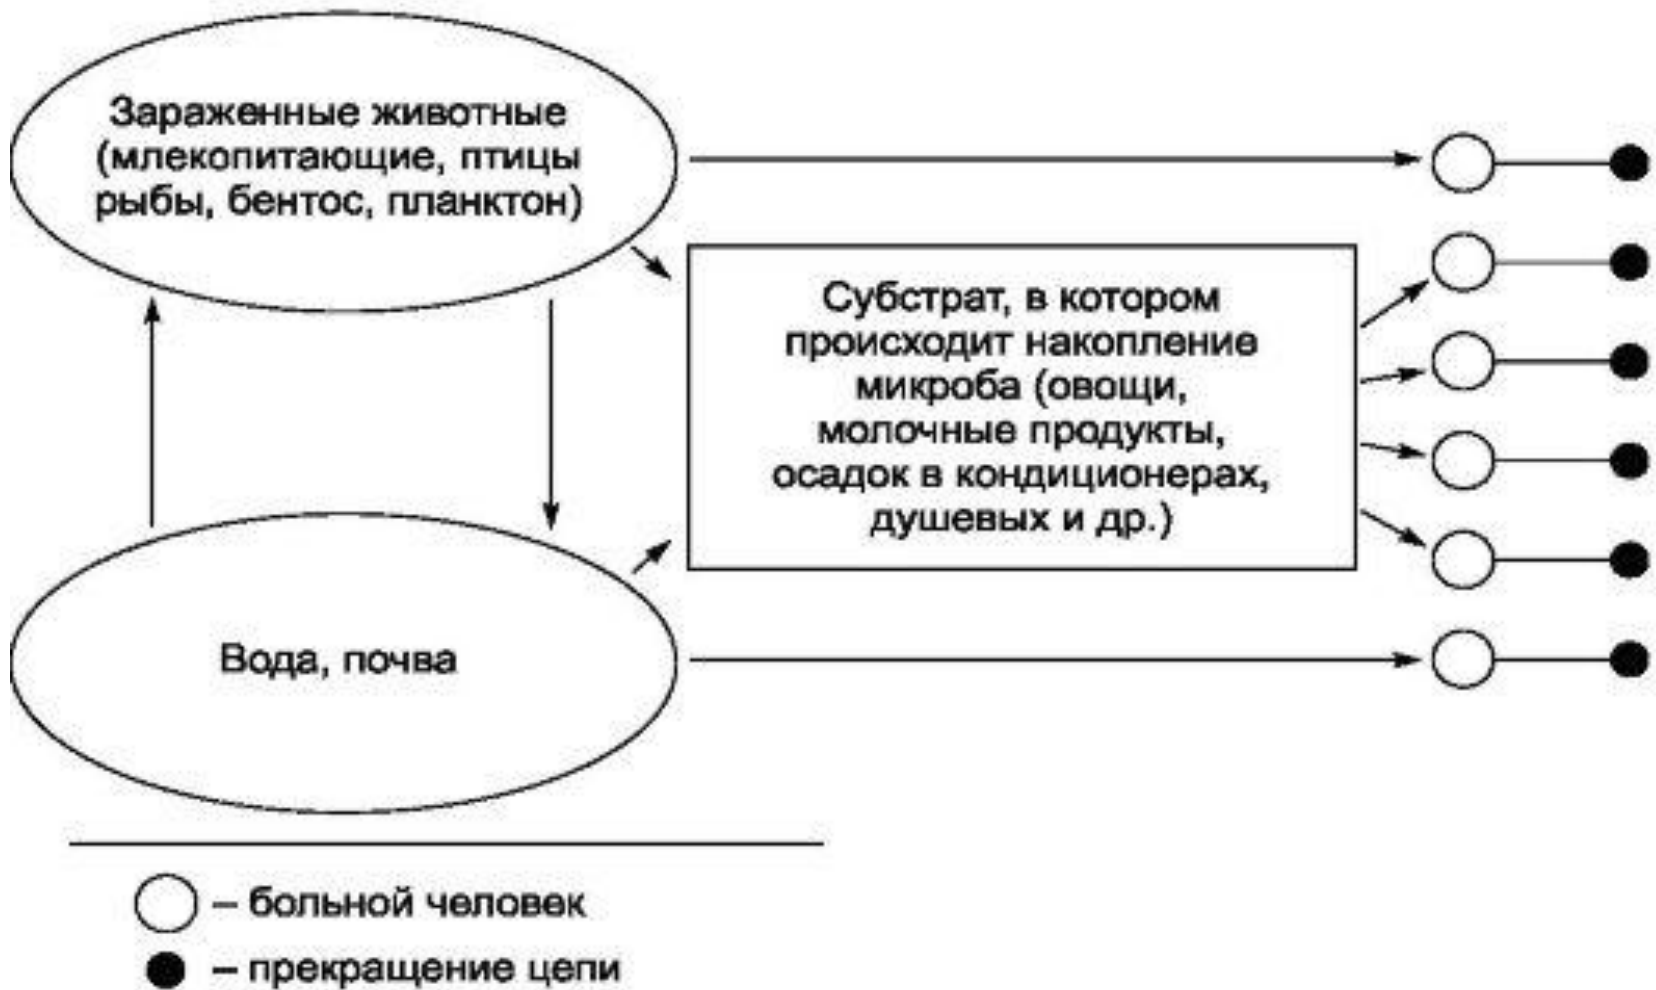 Зараженные животные
(млекопитающие, птицы
рыбы, бентос, планктон)
Субстрат, в котором
происходит накопление
микроба (овощи,
молочные продукты,
осадок в кондиционерах,
душевых и др.)
Вода, почва
– больной человек
– прекращение цепи